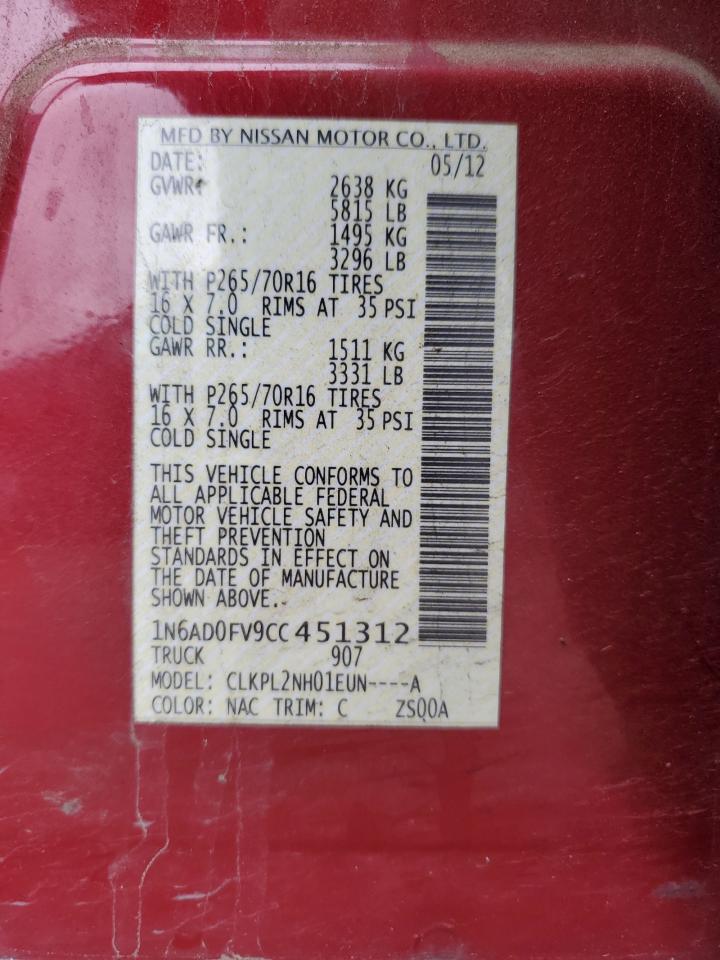 MFD BY NISSAN MOTOR CO., LTD.
DATE: 05/12
GVWR: 2638 KG
5815 LB
GAWR FR.: 1495 KG
3296 LB
WITH P265/70R16 TIRES
16 X 7.0 RIMS AT 35 PSI
COLD SINGLE
GAWR RR.: 1511 KG
3331 LB
WITH P265/70R16 TIRES
16 X 7.0 RIMS AT 35 PSI
COLD SINGLE
THIS VEHICLE CONFORMS TO
ALL APPLICABLE FEDERAL
MOTOR VEHICLE SAFETY AND
THEFT PREVENTION
STANDARDS IN EFFECT ON
THE DATE OF MANUFACTURE
SHOWN ABOVE.
1N6AD0FV9CC 451312
TRUCK 907
MODEL: CLKPL2NH01EUN----A
COLOR: NAC TRIM: C ZS00A